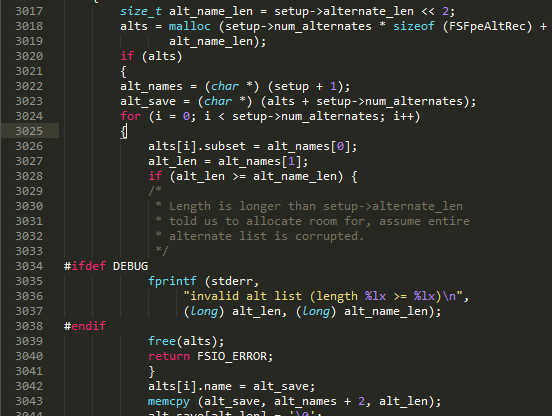 {
3017 size_t alt_name_len = setup->alternate_len << 2;
3018 alts = malloc (setup->num_alternates * sizeof (FSFpeAltRec) +
3019 alt_name_len);
3020 if (alts)
3021 {
3022 alt_names = (char *) (setup + 1);
3023 alt_save = (char *) (alts + setup->num_alternates);
3024 for (i = 0; i < setup->num_alternates; i++)
3025 {
3026 alts[i].subset = alt_names[0];
3027 alt_len = alt_names[1];
3028 if (alt_len >= alt_name_len) {
3029 /*
3030 * Length is longer than setup->alternate_len
3031 * told us to allocate room for, assume entire
3032 * alternate list is corrupted.
3033 */
3034 #ifdef DEBUG
3035 fprintf (stderr,
3036 "invalid alt list (length %lx >= %lx)\n",
3037 (long) alt_len, (long) alt_name_len);
3038 #endif
3039 free(alts);
3040 return FSIO_ERROR;
3041 }
3042 alts[i].name = alt_save;
3043 memcpy (alt_save, alt_names + 2, alt_len);
3044 alt_save[alt_len] = '\0';